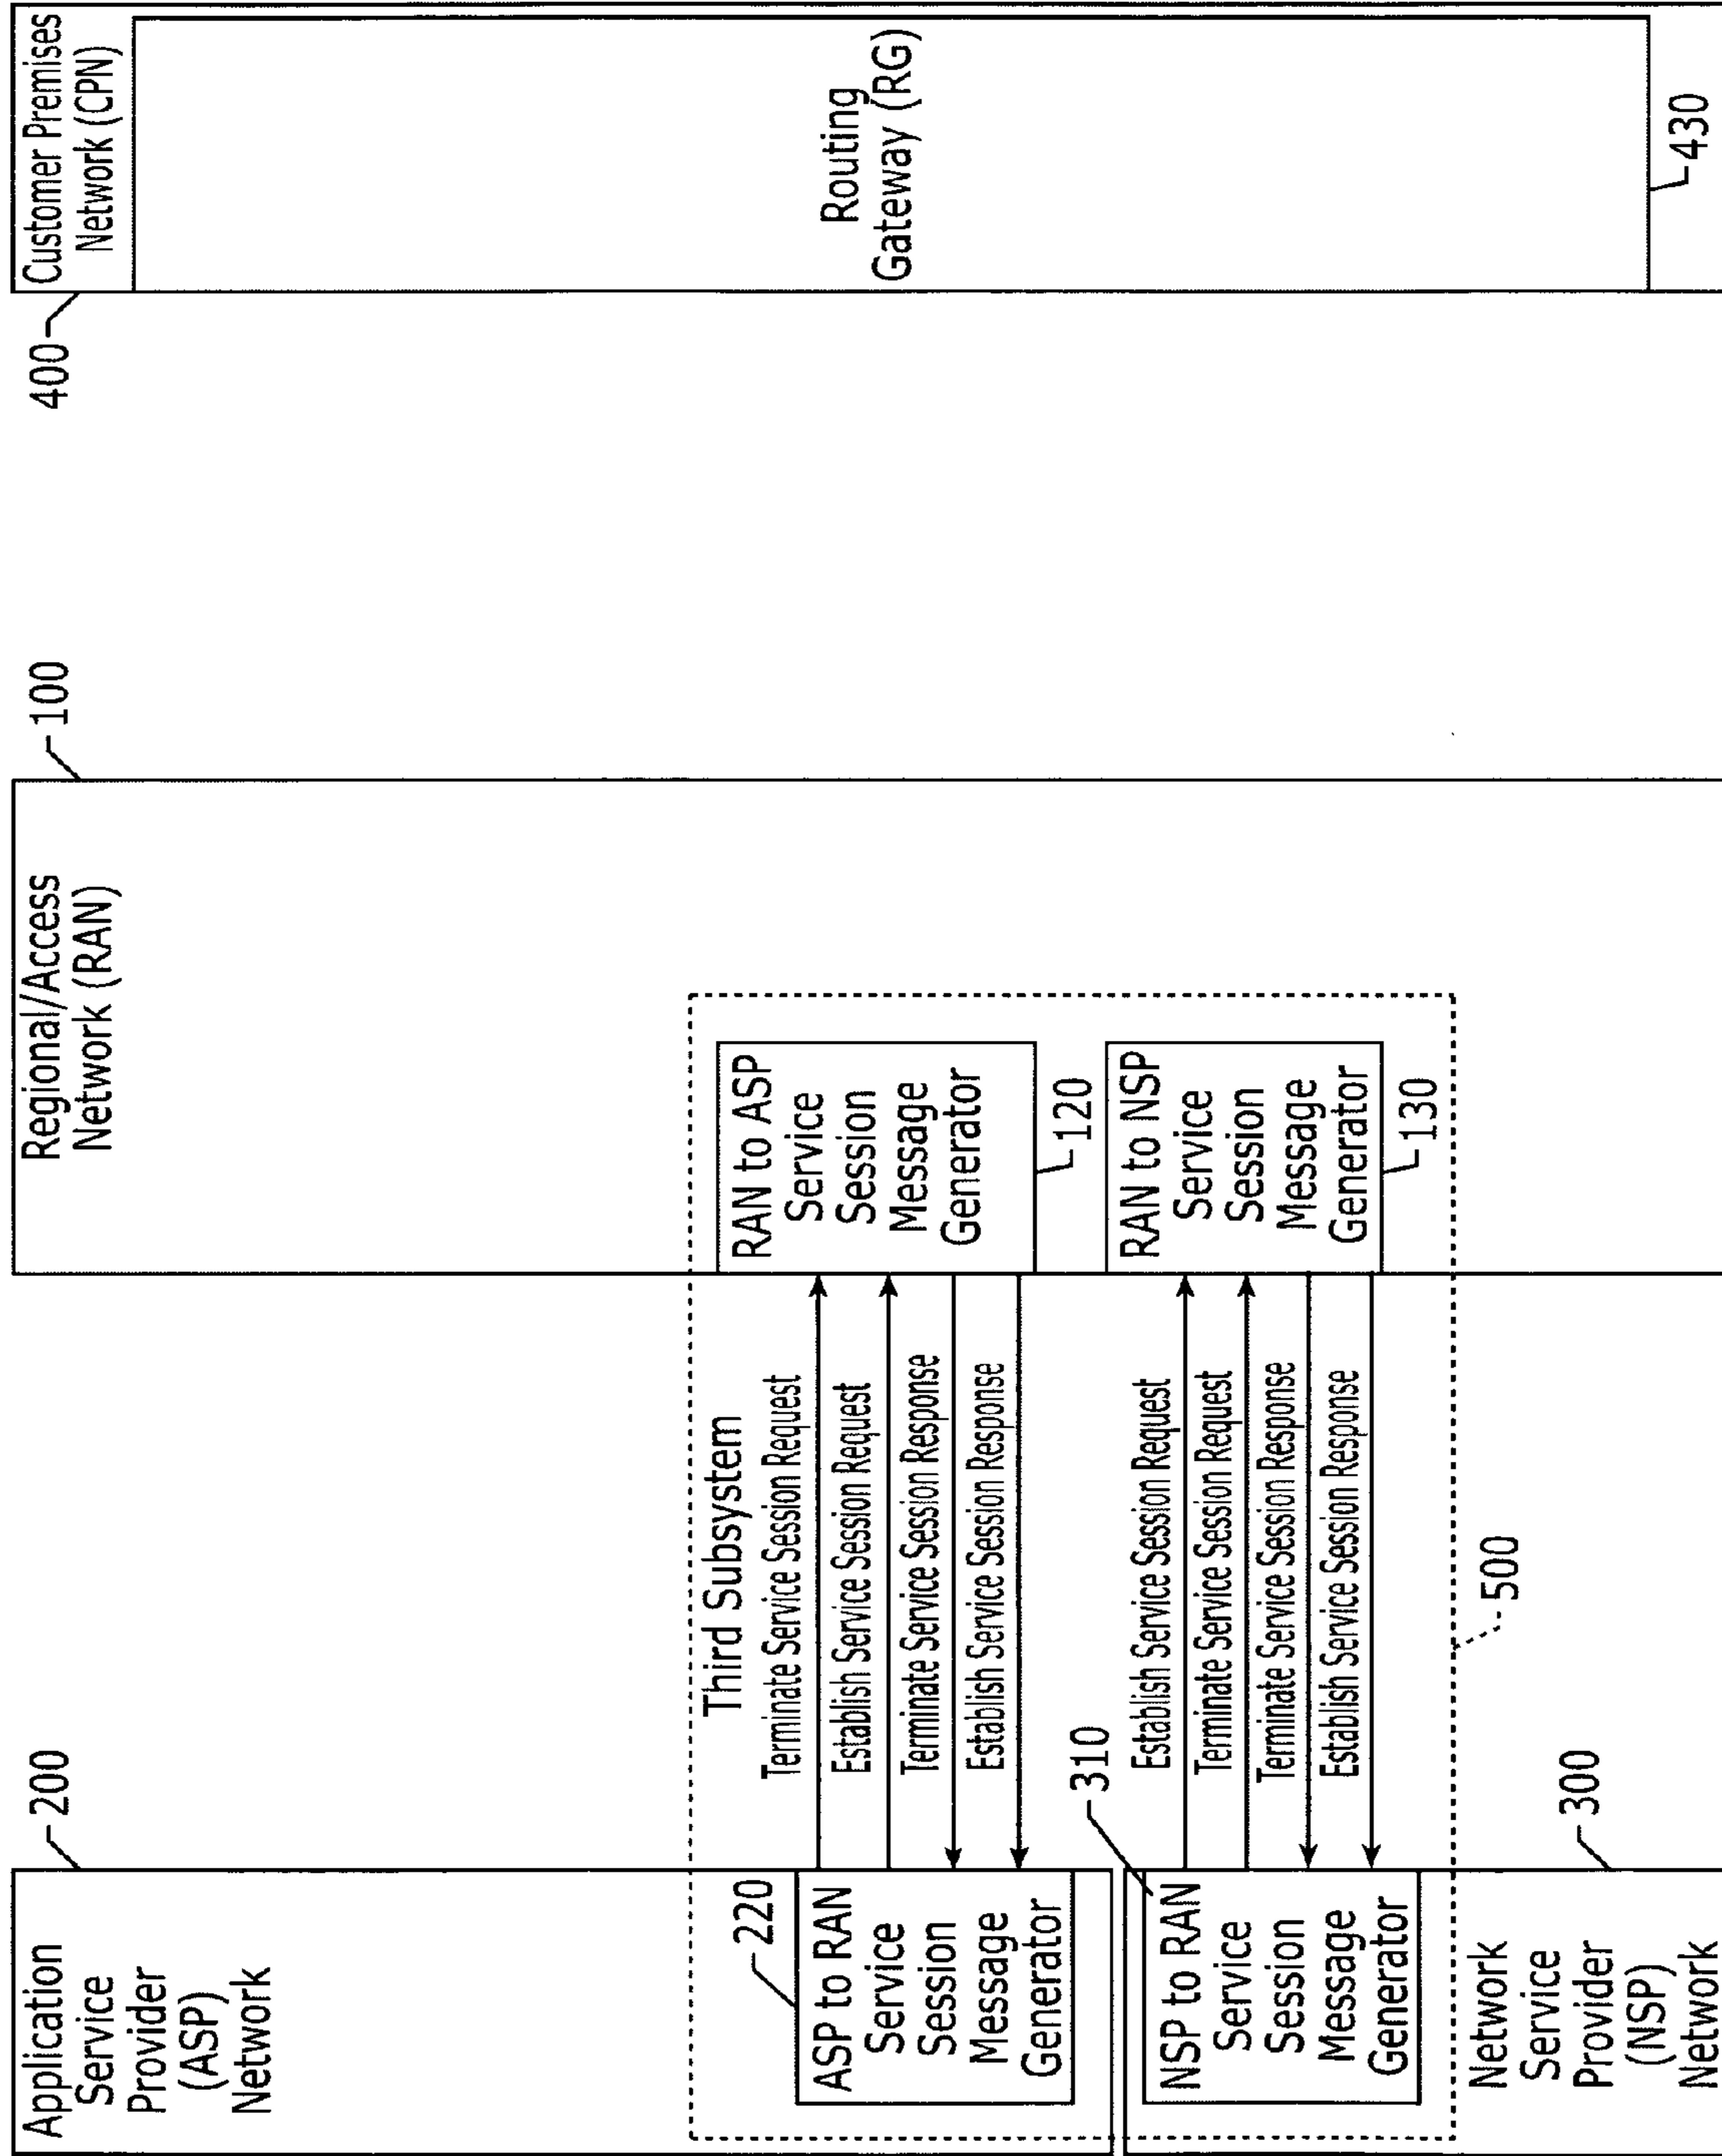 Application
Service
Provider
(ASP)
Network
200
Regional/Access
Network (RAN)
100
400
Customer Premises
Network (CPN)
Third Subsystem
220
ASP to RAN
Service
Session
Message
Generator
Terminate Service Session Request
Establish Service Session Request
Terminate Service Session Response
Establish Service Session Response
RAN to ASP
Service
Session
Message
Generator
120
310
NSP to RAN
Service
Session
Message
Generator
Establish Service Session Request
Terminate Service Session Request
Terminate Service Session Response
Establish Service Session Response
RAN to NSP
Service
Session
Message
Generator
130
Routing
Gateway (RG)
430
Network
Service
Provider
(NSP)
Network
300
500